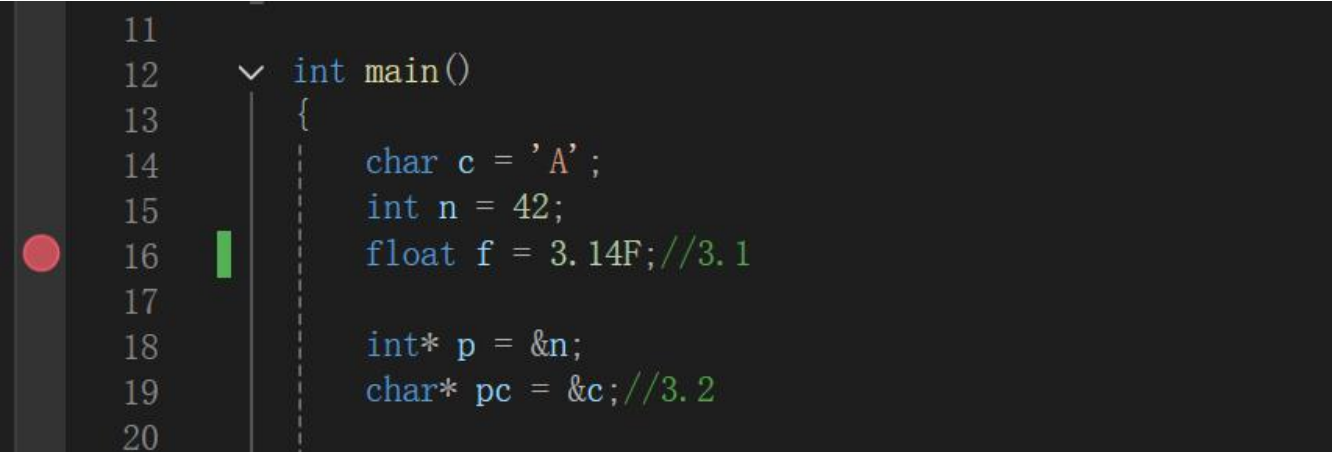 11
12 int main()
13 {
14 char c = 'A';
15 int n = 42;
16 float f = 3.14F;//3.1
17
18 int* p = &n;
19 char* pc = &c;//3.2
20